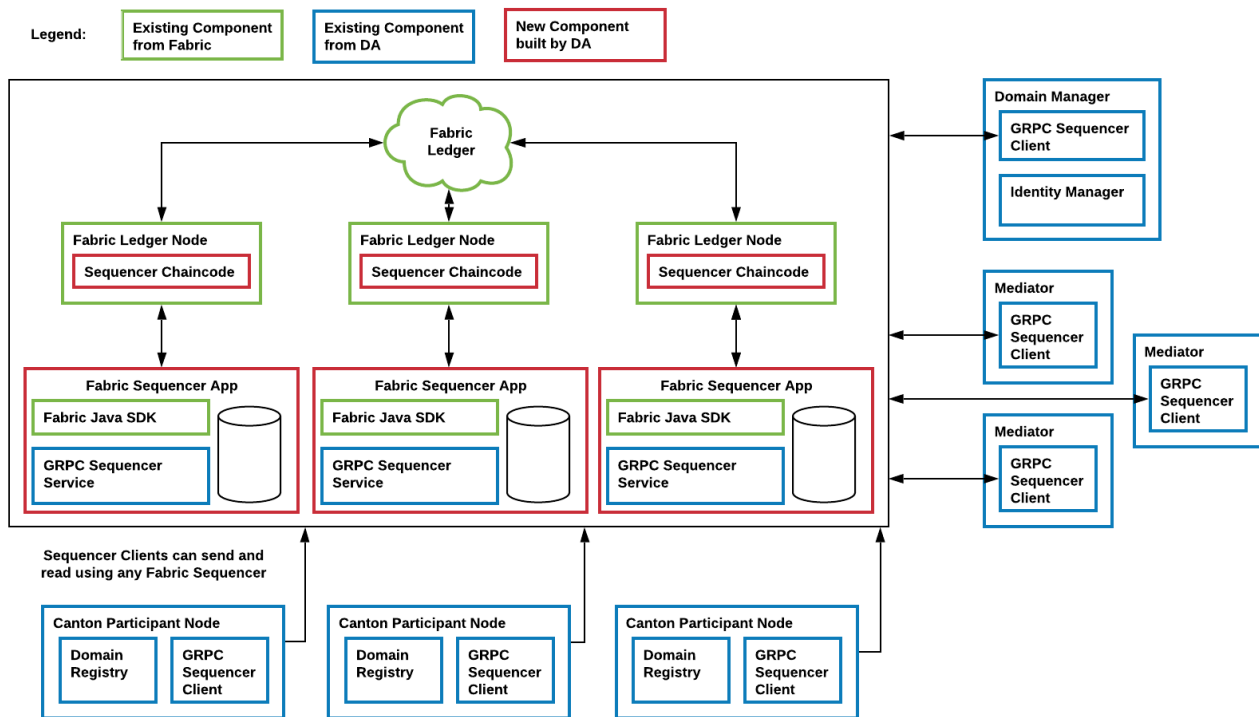 Legend:
Existing Component
from Fabric
Existing Component
from DA
New Component
built by DA
Fabric
Ledger
Fabric Ledger Node
Sequencer Chaincode
Fabric Ledger Node
Sequencer Chaincode
Fabric Ledger Node
Sequencer Chaincode
Fabric Sequencer App
Fabric Java SDK
GRPC Sequencer
Service
Fabric Sequencer App
Fabric Java SDK
GRPC Sequencer
Service
Fabric Sequencer App
Fabric Java SDK
GRPC Sequencer
Service
Domain Manager
GRPC Sequencer
Client
Identity Manager
Mediator
GRPC
Sequencer
Client
Mediator
GRPC
Sequencer
Client
Mediator
GRPC
Sequencer
Client
Sequencer Clients can send and
read using any Fabric Sequencer
Canton Participant Node
Domain
Registry
GRPC
Sequencer
Client
Canton Participant Node
Domain
Registry
GRPC
Sequencer
Client
Canton Participant Node
Domain
Registry
GRPC
Sequencer
Client